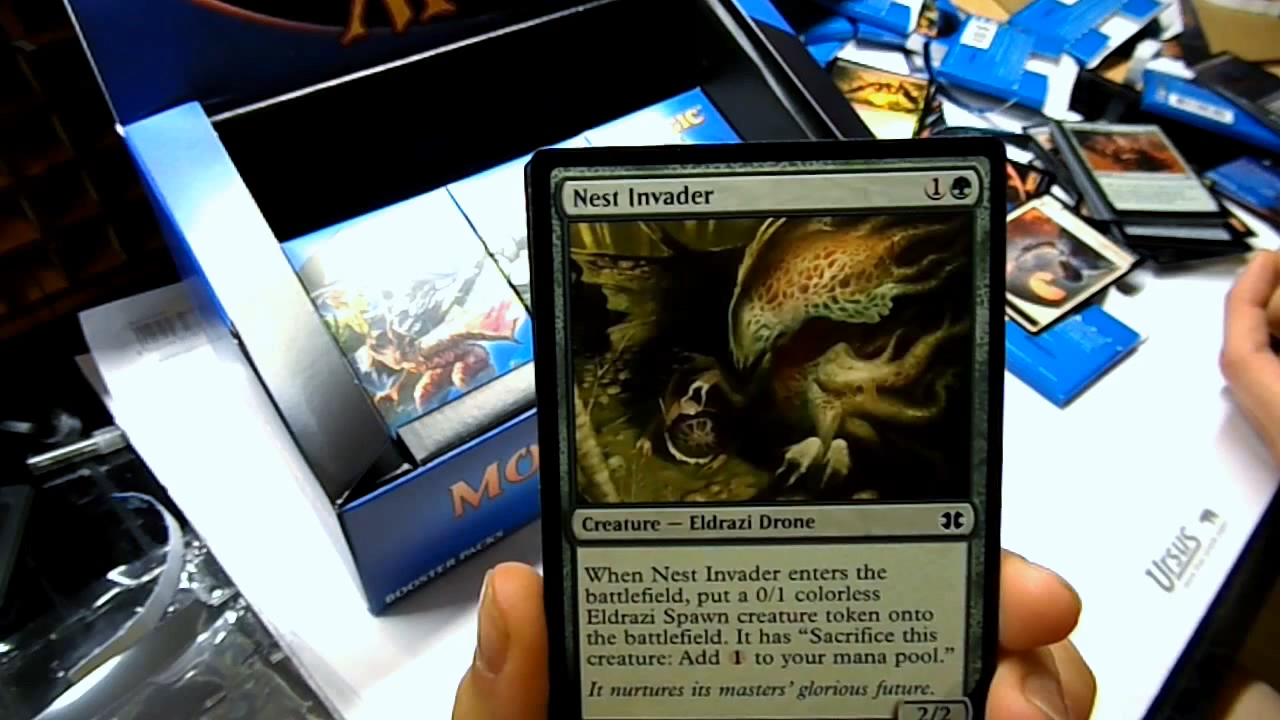 Nest Invader 1
Creature — Eldrazi Drone
When Nest Invader enters the
battlefield, put a 0/1 colorless
Eldrazi Spawn creature token onto
the battlefield. It has “Sacrifice this
creature: Add 1 to your mana pool.”
It nurtures its masters’ glorious future.
2/2
MO
BOOSTER PACKS
GIC
Ursus